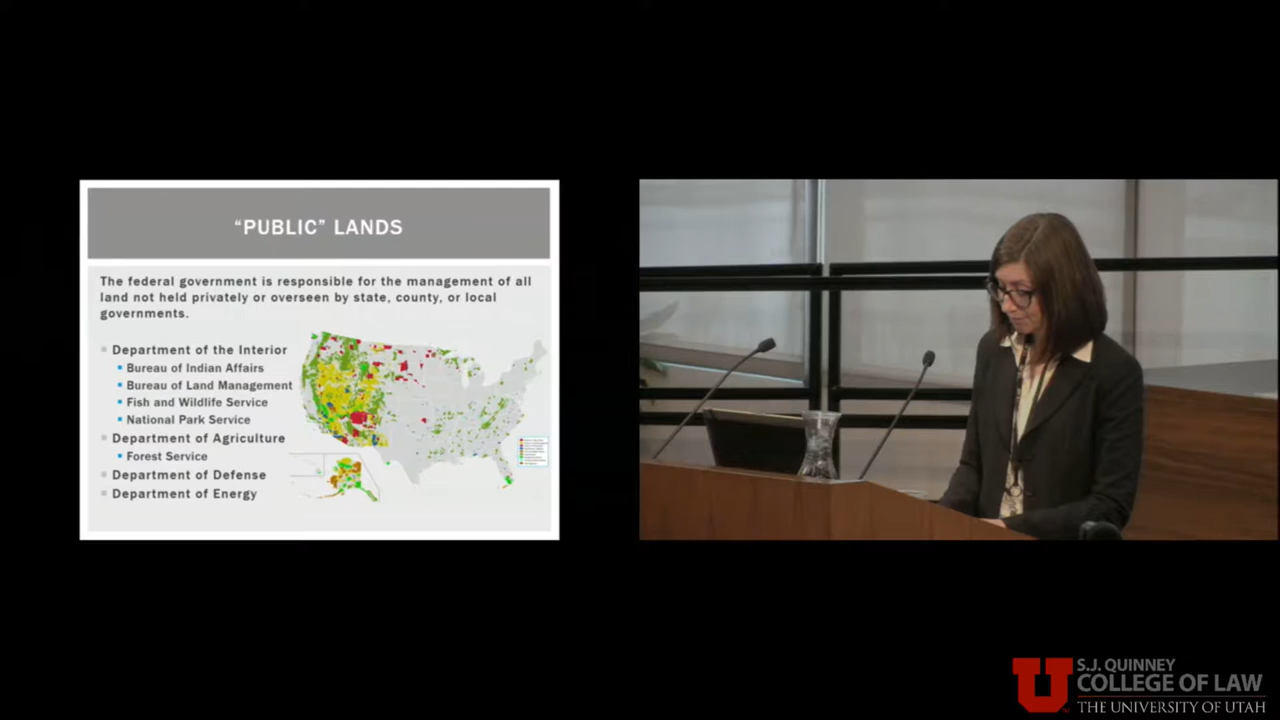 “PUBLIC” LANDS
The federal government is responsible for the management of all
land not held privately or overseen by state, county, or local
governments.
Department of the Interior
Bureau of Indian Affairs
Bureau of Land Management
Fish and Wildlife Service
National Park Service
Department of Agriculture
Forest Service
Department of Defense
Department of Energy
S.J. QUINNEY
COLLEGE OF LAW
THE UNIVERSITY OF UTAH